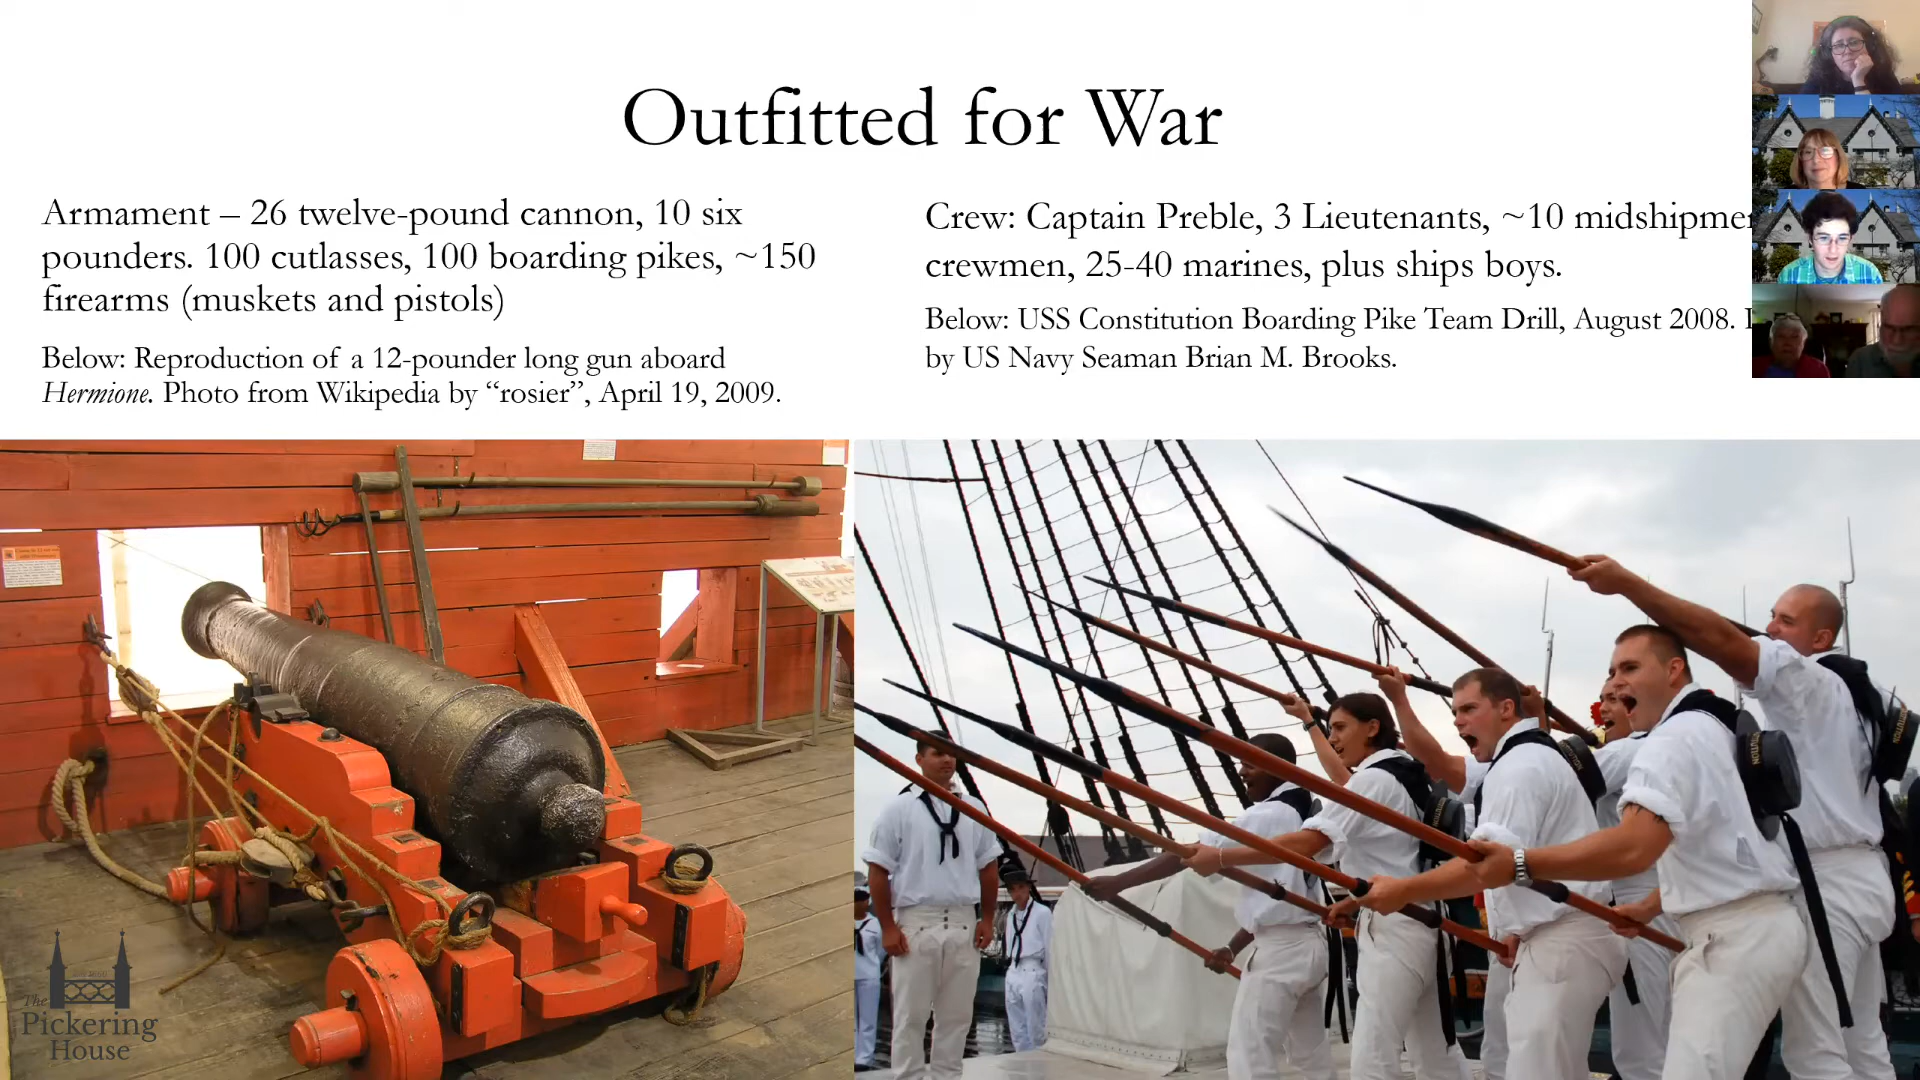 Outfitted for War
Armament – 26 twelve-pound cannon, 10 six
pounders. 100 cutlasses, 100 boarding pikes, ~150
firearms (muskets and pistols)
Below: Reproduction of a 12-pounder long gun aboard
Hermione. Photo from Wikipedia by “rosier”, April 19, 2009.
Crew: Captain Preble, 3 Lieutenants, ~10
crewmen, 25-40 marines, plus ships boys.
Below: USS Constitution Boarding Pike Team Drill, August 2008.
by US Navy Seaman Brian M. Brooks.
The
Pickering
House